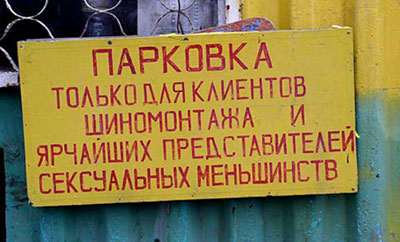 ПАРКОВКА
ТОЛЬКО ДЛЯ КЛИЕНТОВ
ШИНОМОНТАЖА И
ЯРЧАЙШИХ ПРЕДСТАВИТЕЛЕЙ
СЕКСУАЛЬНЫХ МЕНЬШИНСТВ